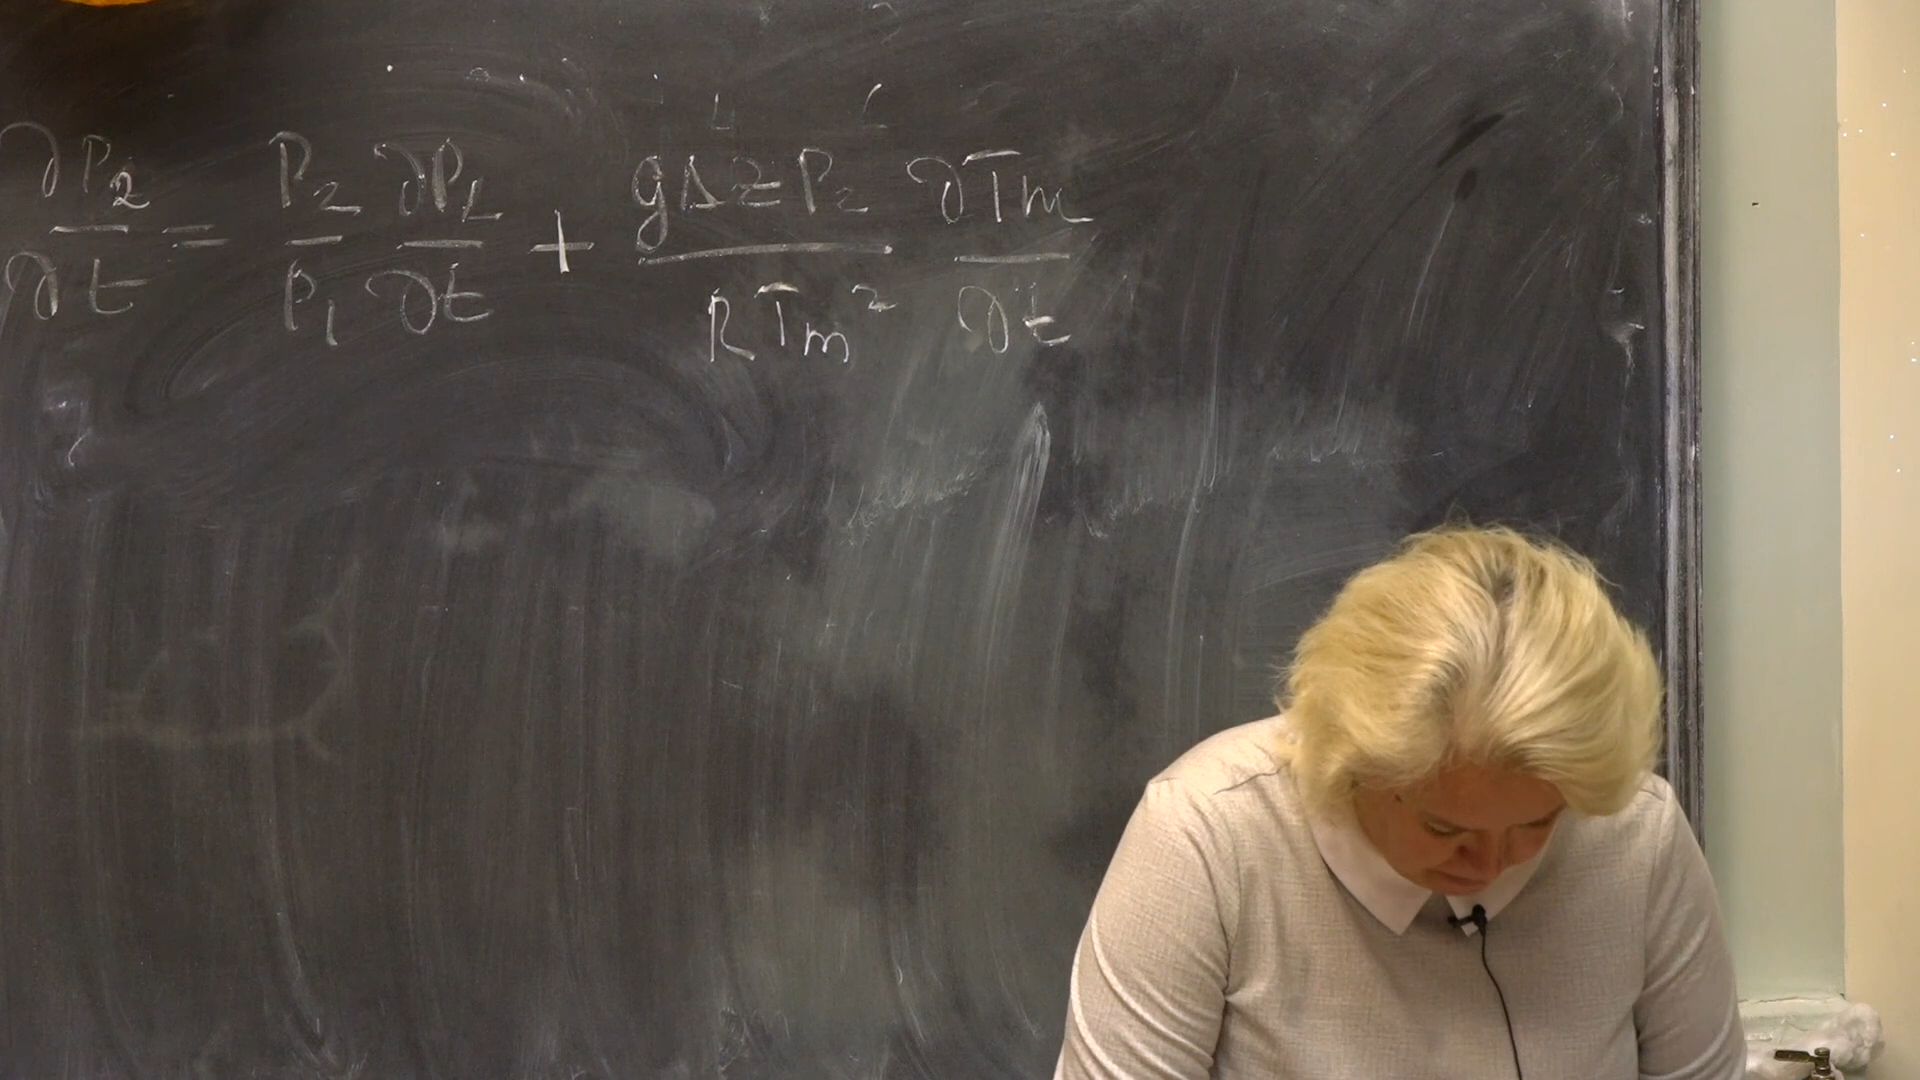 ∂P₂/∂t = P₂/P₁ ∂P₁/∂t + gΔzP₂/RTm² ∂Tm/∂t